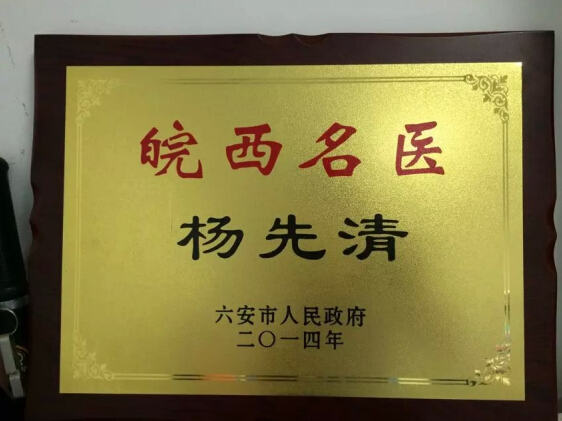 皖西名医
杨先清
六安市人民政府
二〇一四年